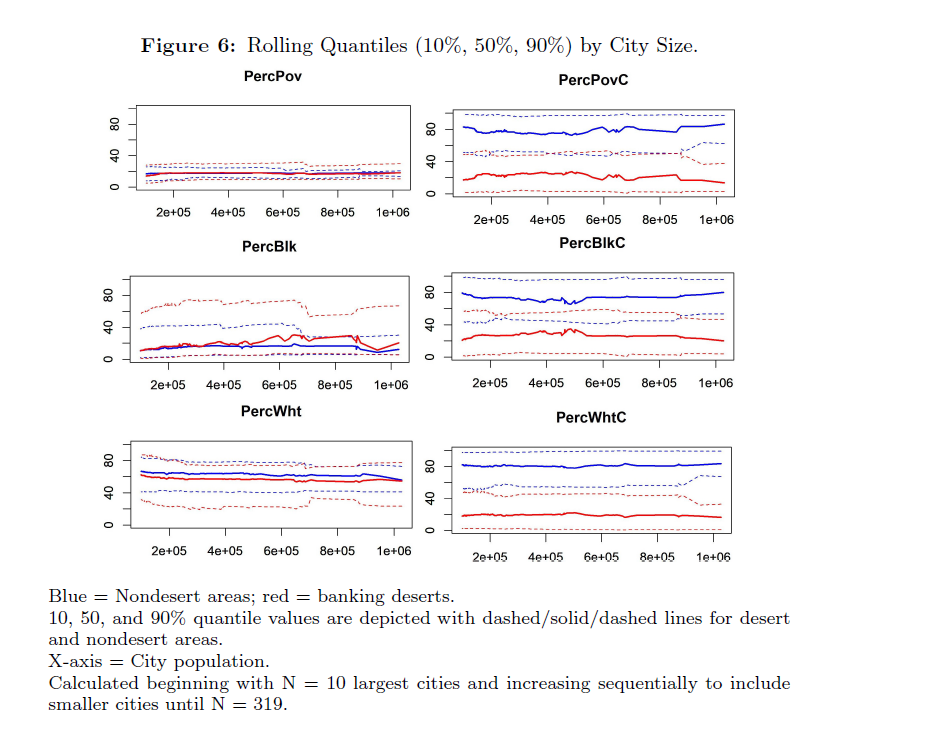 Figure 6: Rolling Quantiles (10%, 50%, 90%) by City Size.
PercPov
80
40
0
2e+05 4e+05 6e+05 8e+05 1e+06
PercPovC
80
40
0
2e+05 4e+05 6e+05 8e+05 1e+06
PercBlk
80
40
0
2e+05 4e+05 6e+05 8e+05 1e+06
PercBlkC
80
40
0
2e+05 4e+05 6e+05 8e+05 1e+06
PercWht
80
40
0
2e+05 4e+05 6e+05 8e+05 1e+06
PercWhtC
80
40
0
2e+05 4e+05 6e+05 8e+05 1e+06
Blue = Nondesert areas; red = banking deserts.
10, 50, and 90% quantile values are depicted with dashed/solid/dashed lines for desert
and nondesert areas.
X-axis = City population.
Calculated beginning with N = 10 largest cities and increasing sequentially to include
smaller cities until N = 319.